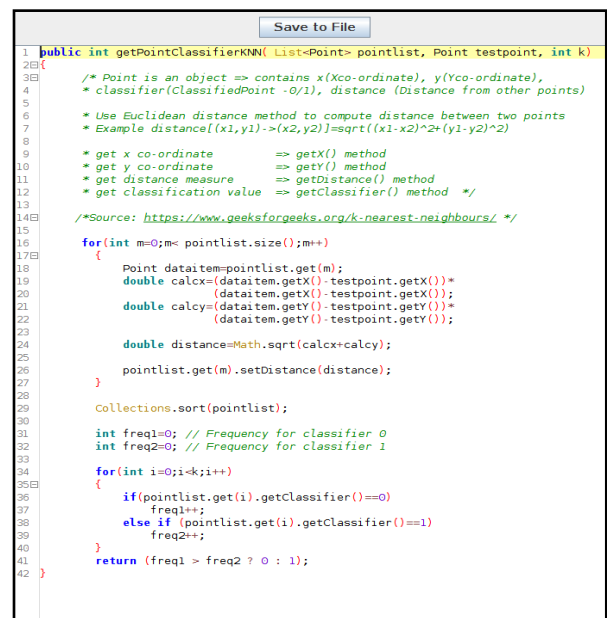 Save to File
1 public int getPointClassifierKNN( List<Point> pointlist, Point testpoint, int k)
2 {
3 /* Point is an object => contains x(Xco-ordinate), y(Yco-ordinate),
4 * classifier(ClassifiedPoint -0/1), distance (Distance from other points)
5
6 * Use Euclidean distance method to compute distance between two points
7 * Example distance[(x1,y1)->(x2,y2)]=sqrt((x1-x2)^2+(y1-y2)^2)
8
9 * get x co-ordinate => getX() method
10 * get y co-ordinate => getY() method
11 * get distance measure => getDistance() method
12 * get classification value => getClassifier() method */
13
14 /*Source: https://www.geeksforgeeks.org/k-nearest-neighbours/ */
15
16 for(int m=0;m< pointlist.size();m++)
17 {
18 Point dataitem=pointlist.get(m);
19 double calcx=(dataitem.getX()-testpoint.getX())*
20 (dataitem.getX()-testpoint.getX());
21 double calcy=(dataitem.getY()-testpoint.getY())*
22 (dataitem.getY()-testpoint.getY());
23
24 double distance=Math.sqrt(calcx+calcy);
25
26 pointlist.get(m).setDistance(distance);
27 }
28
29 Collections.sort(pointlist);
30
31 int freq1=0; // Frequency for classifier 0
32 int freq2=0; // Frequency for classifier 1
33
34 for(int i=0;i<k;i++)
35 {
36 if(pointlist.get(i).getClassifier()==0)
37 freq1++;
38 else if (pointlist.get(i).getClassifier()==1)
39 freq2++;
40 }
41 return (freq1 > freq2 ? 0 : 1);
42 }